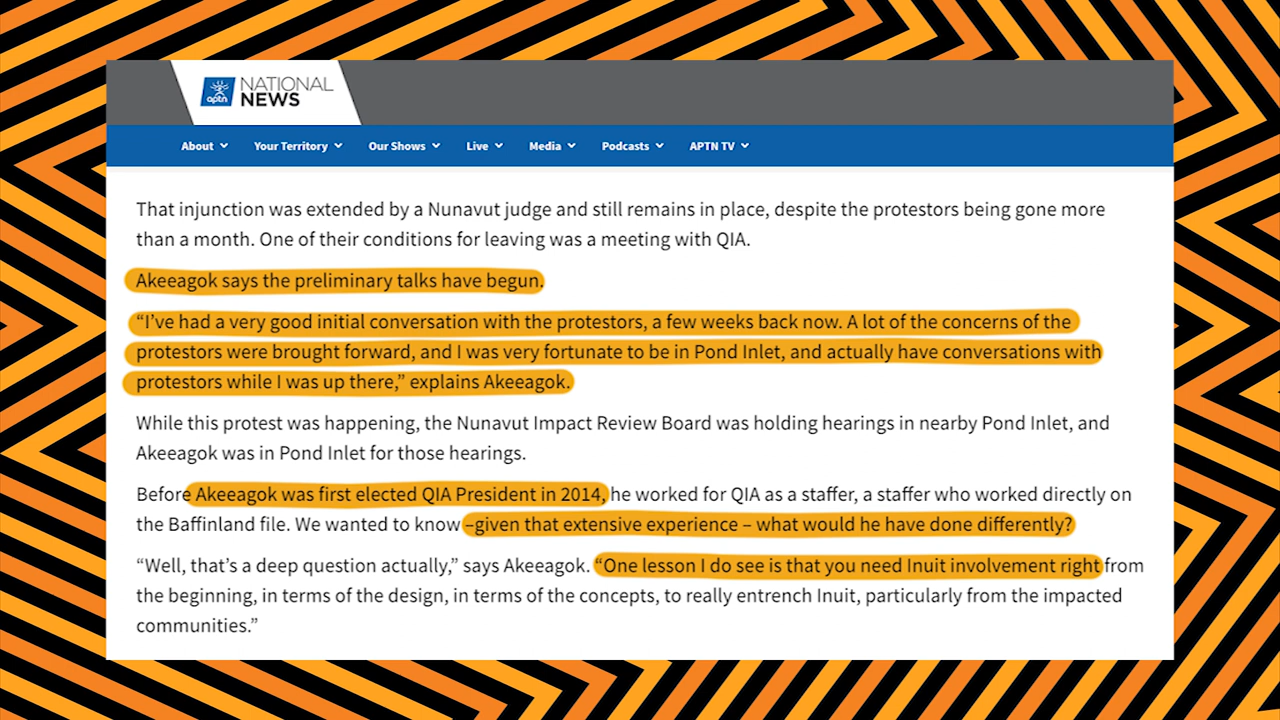 aptn
NATIONAL
NEWS
About Your Territory Our Shows Live Media Podcasts APTN TV
That injunction was extended by a Nunavut judge and still remains in place, despite the protestors being gone more
than a month. One of their conditions for leaving was a meeting with QIA.
Akeeagok says the preliminary talks have begun.
“I’ve had a very good initial conversation with the protestors, a few weeks back now. A lot of the concerns of the
protestors were brought forward, and I was very fortunate to be in Pond Inlet, and actually have conversations with
protestors while I was up there,” explains Akeeagok.
While this protest was happening, the Nunavut Impact Review Board was holding hearings in nearby Pond Inlet, and
Akeeagok was in Pond Inlet for those hearings.
Before Akeeagok was first elected QIA President in 2014, he worked for QIA as a staffer, a staffer who worked directly on
the Baffinland file. We wanted to know –given that extensive experience – what would he have done differently?
“Well, that’s a deep question actually,” says Akeeagok. “One lesson I do see is that you need Inuit involvement right from
the beginning, in terms of the design, in terms of the concepts, to really entrench Inuit, particularly from the impacted
communities.”